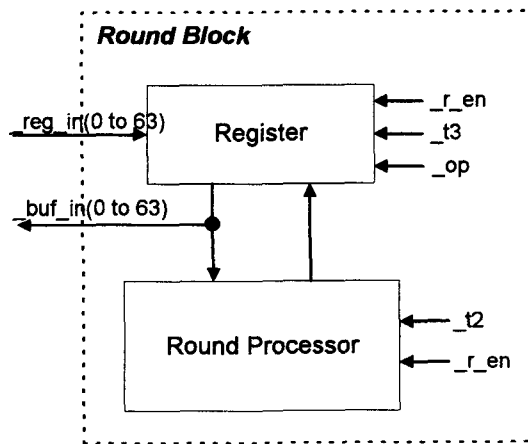 Round Block
_r_en
_reg_in(0 to 63)
Register
_t3
_op
_buf_in(0 to 63)
_t2
Round Processor
_r_en